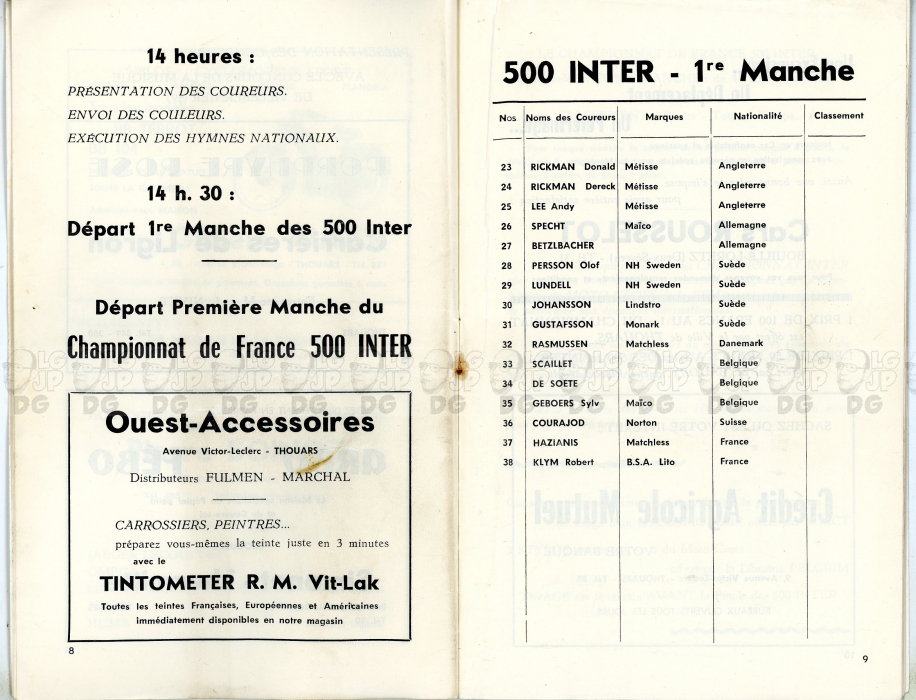 14 heures :
PRÉSENTATION DES COUREURS.
ENVOI DES COULEURS.
EXÉCUTION DES HYMNES NATIONAUX.
14 h. 30 :
Départ 1re Manche des 500 Inter
Départ Première Manche du
Championnat de France 500 INTER
Ouest-Accessoires
Avenue Victor-Leclerc - THOUARS
Distributeurs FULMEN - MARCHAL
CARROSSIERS, PEINTRES...
préparez vous-mêmes la teinte juste en 3 minutes
avec le
TINTOMETER R. M. Vit-Lak
Toutes les teintes Françaises, Européennes et Américaines
immédiatement disponibles en notre magasin
8
500 INTER - 1re Manche
Nos Noms des Coureurs Marques Nationalité Classement
23 RICKMAN Donald Métisse Angleterre
24 RICKMAN Dereck Métisse Angleterre
25 LEE Andy Métisse Angleterre
26 SPECHT Maïco Allemagne
27 BETZLBACHER Allemagne
28 PERSSON Olof NH Sweden Suède
29 LUNDELL NH Sweden Suède
30 JOHANSSON Lindstro Suède
31 GUSTAFSSON Monark Suède
32 RASMUSSEN Matchless Danemark
33 SCAILLET Belgique
34 DE SOETE Belgique
35 GEBOERS Sylv Maïco Belgique
36 COURAJOD Norton Suisse
37 HAZIANIS Matchless France
38 KLYM Robert B.S.A. Lito France
9